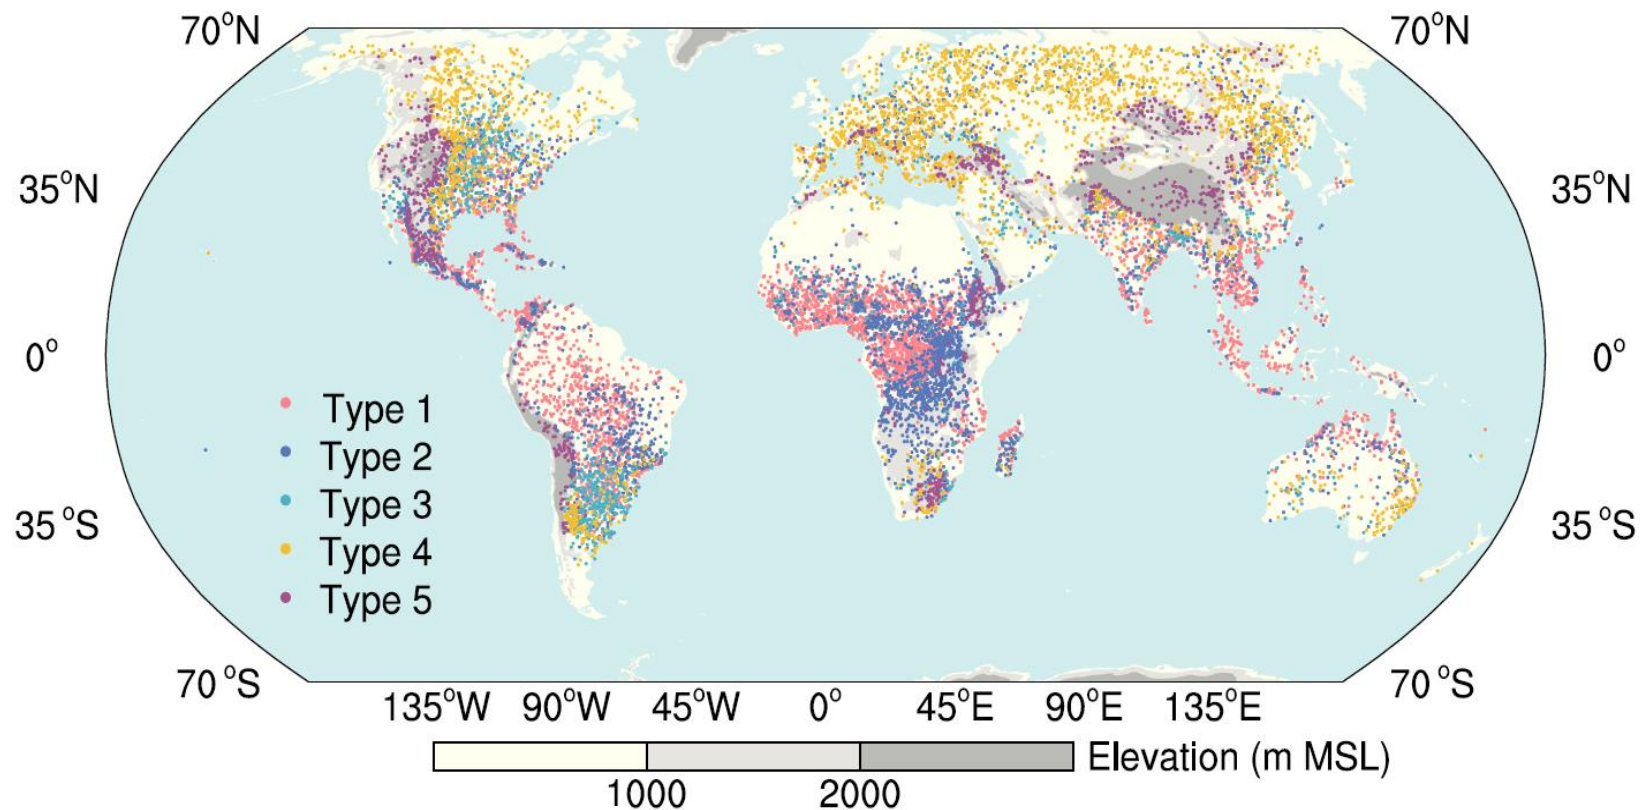 70°N 70°N
35°N 35°N
0° 0°
Type 1
Type 2
Type 3
Type 4
Type 5
35 °S 35 °S
70 °S 70 °S
135°W 90°W 45°W 0° 45°E 90°E 135°E
Elevation (m MSL)
1000 2000